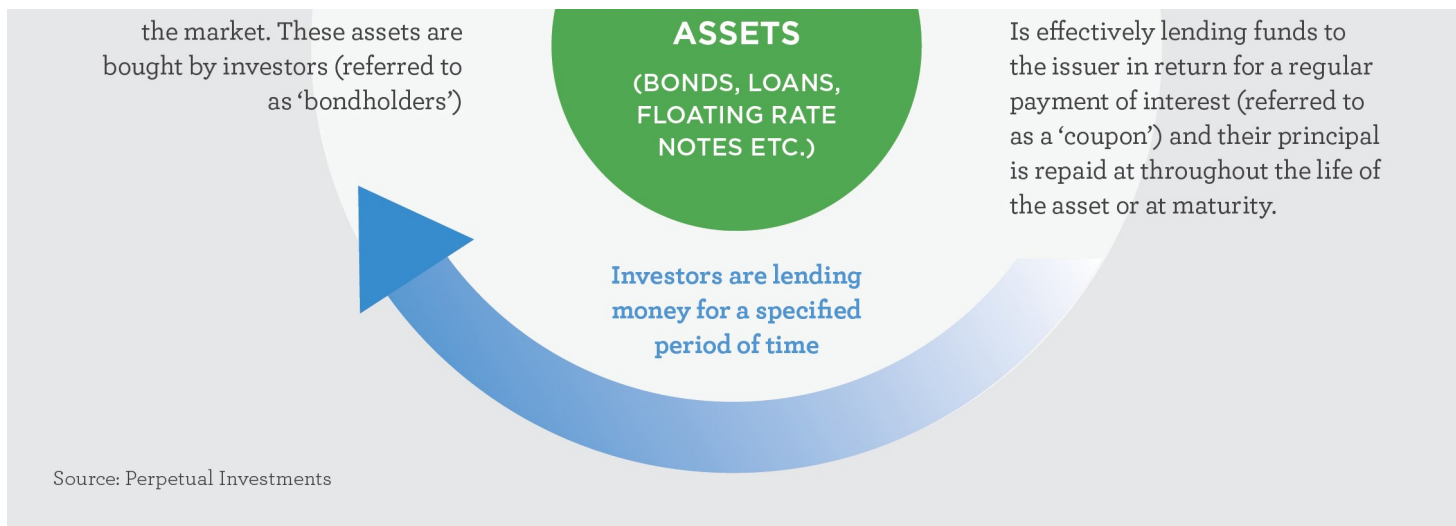 the market. These assets are
bought by investors (referred to
as ‘bondholders’)
ASSETS
(BONDS, LOANS,
FLOATING RATE
NOTES ETC.)
Is effectively lending funds to
the issuer in return for a regular
payment of interest (referred to
as a ‘coupon’) and their principal
is repaid at throughout the life of
the asset or at maturity.
Investors are lending
money for a specified
period of time
Source: Perpetual Investments